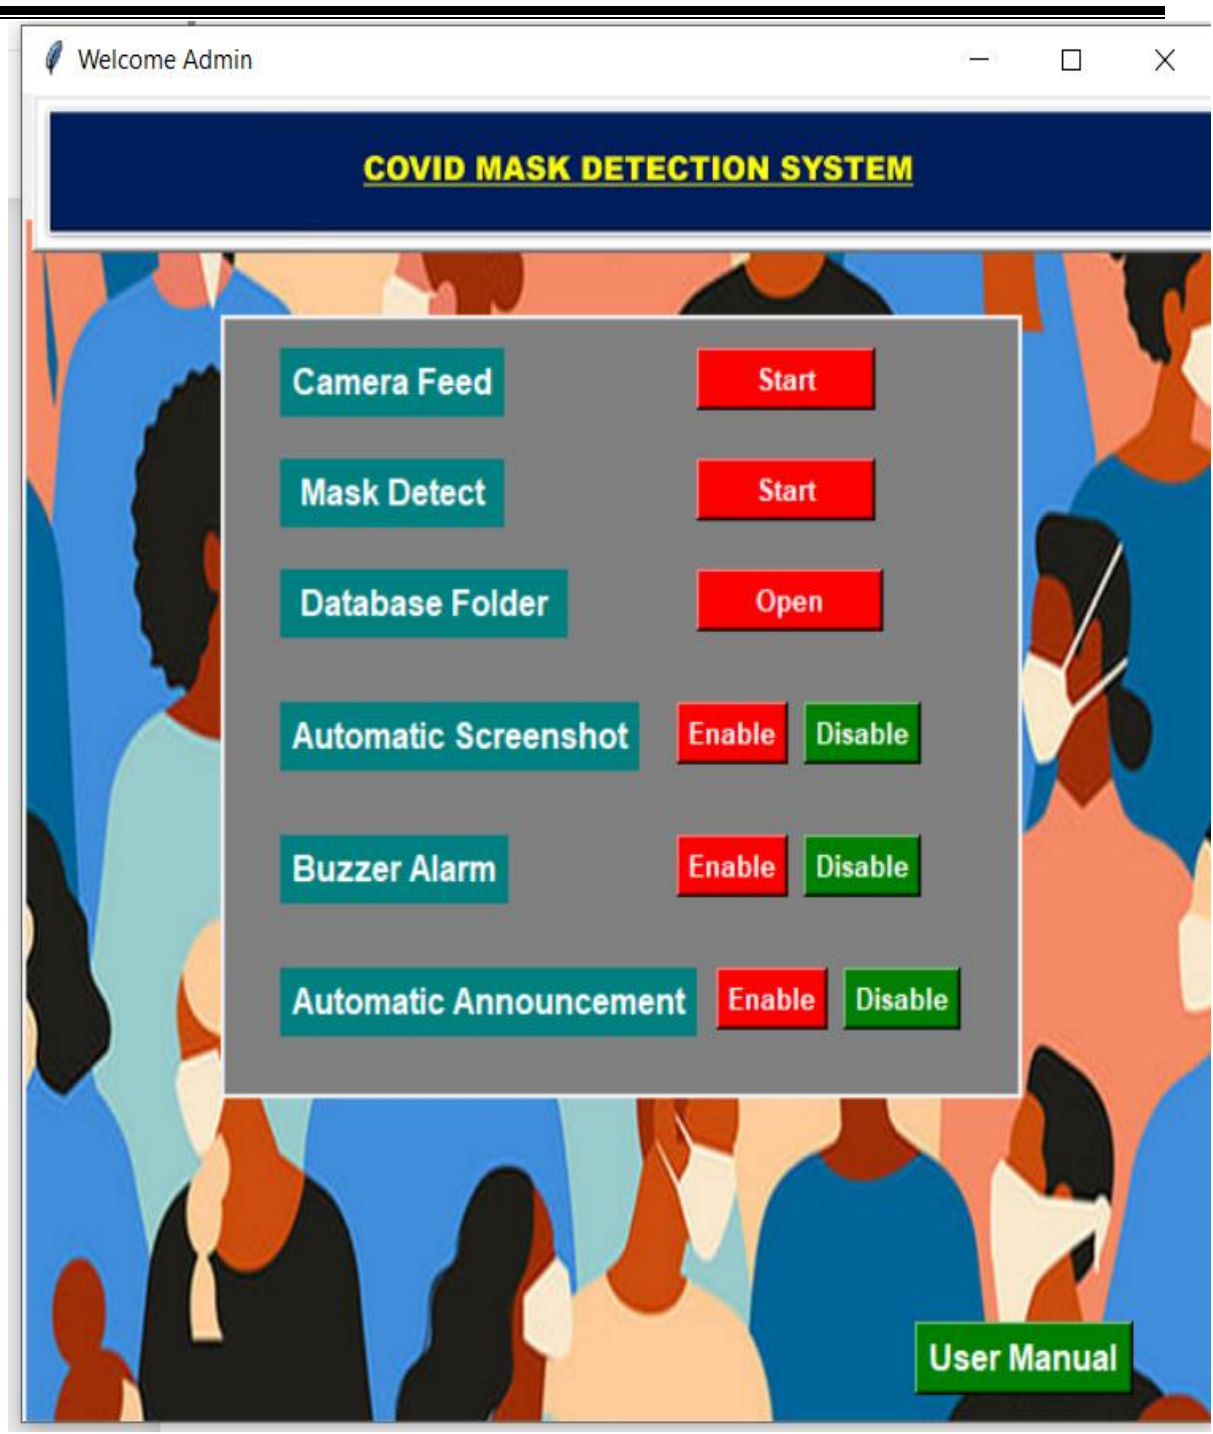 Welcome Admin
COVID MASK DETECTION SYSTEM
Camera Feed Start
Mask Detect Start
Database Folder Open
Automatic Screenshot Enable Disable
Buzzer Alarm Enable Disable
Automatic Announcement Enable Disable
User Manual